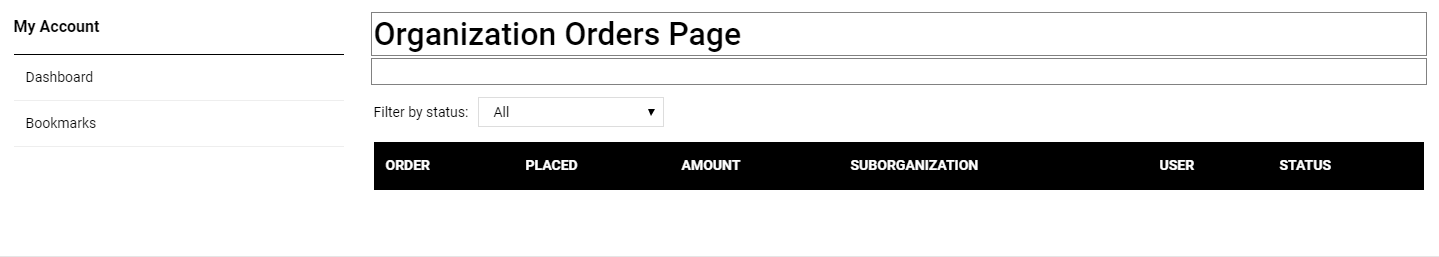 My Account
Dashboard
Bookmarks
Organization Orders Page
Filter by status: All ▼
ORDER PLACED AMOUNT SUBORGANIZATION USER STATUS